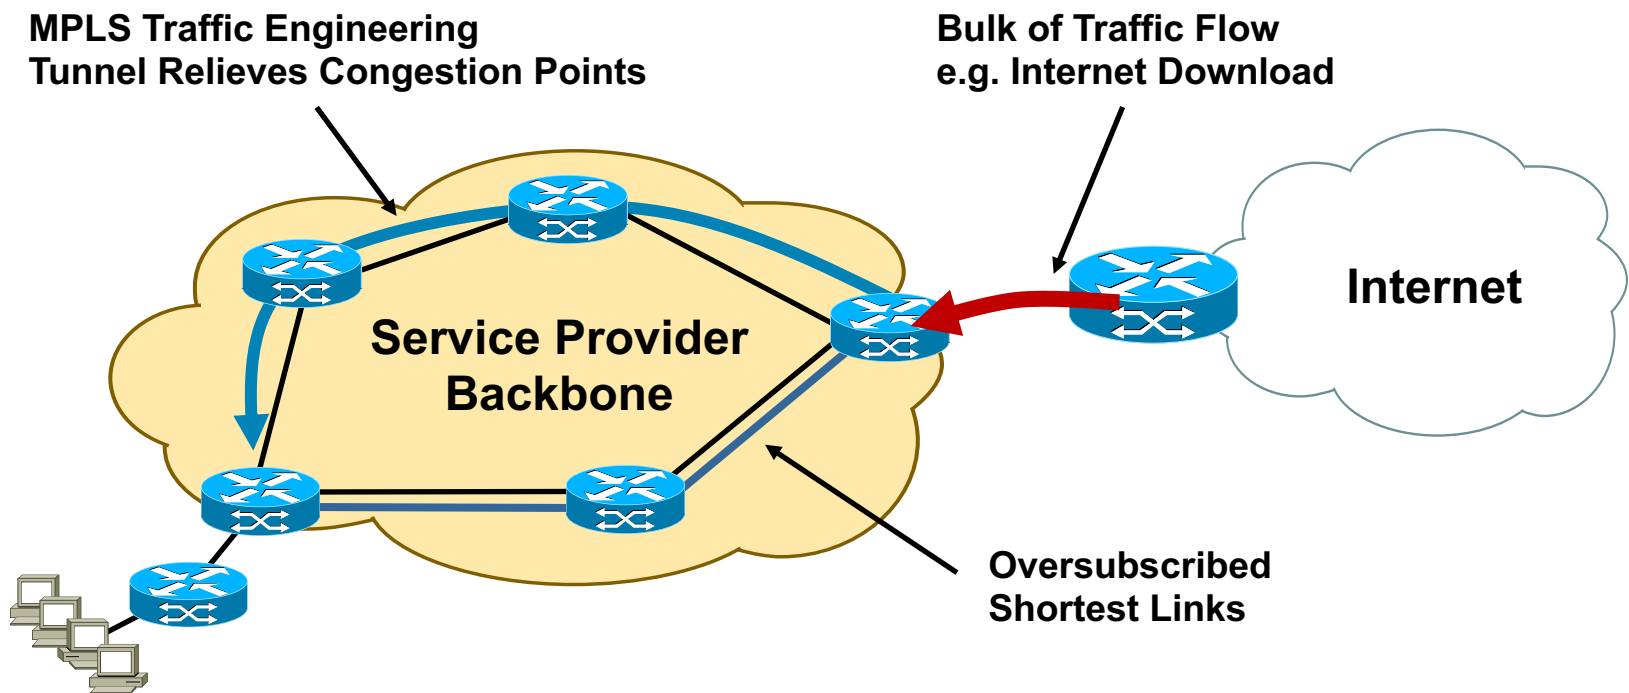 MPLS Traffic Engineering
Tunnel Relieves Congestion Points
Bulk of Traffic Flow
e.g. Internet Download
Internet
Service Provider
Backbone
Oversubscribed
Shortest Links